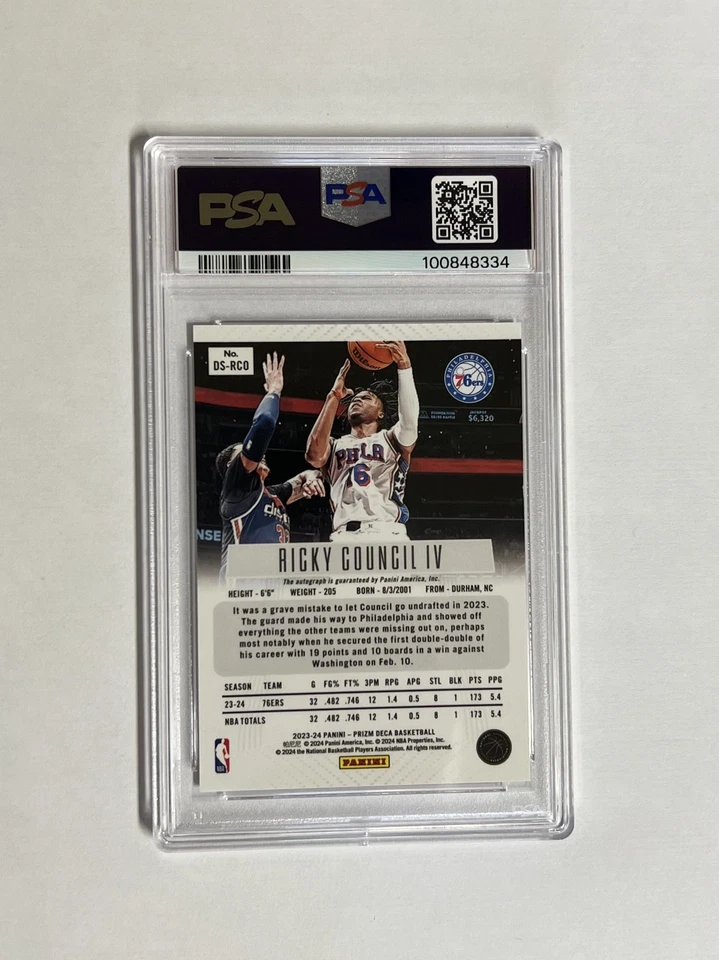 PSA
PSA
100848334
No.
DS-RCO
Wilson
PHILADELPHIA
76ers
$6,320
PHLA
16
NSE
RICKY COUNCIL IV
The autograph is guaranteed by Panini America, Inc.
HEIGHT - 6'6" WEIGHT - 205 BORN - 8/3/2001 FROM - DURHAM, NC
It was a grave mistake to let Council go undrafted in 2023.
The guard made his way to Philadelphia and showed off
everything the other teams were missing out on, perhaps
most notably when he secured the first double-double of
his career with 19 points and 10 boards in a win against
Washington on Feb. 10.
SEASON TEAM G FG% FT% 3PM RPG APG STL BLK PTS PPG
23-24 76ERS 32 .482 .746 12 1.4 0.5 8 1 173 5.4
NBA TOTALS 32 .482 .746 12 1.4 0.5 8 1 173 5.4
2023-24 PANINI – PRIZM DECA BASKETBALL
帕尼尼 © 2024 Panini America, Inc. © 2024 NBA Properties, Inc.
© 2024 the National Basketball Players Association. All rights reserved.
NBA
PANINI